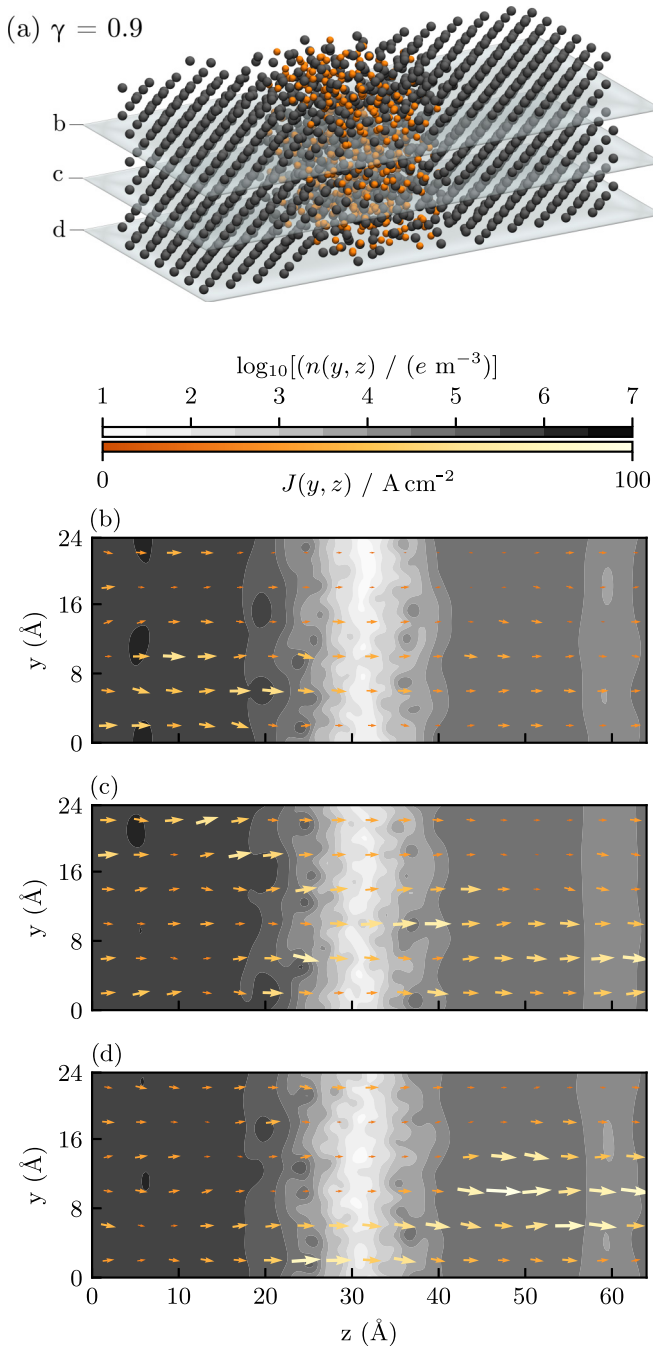 (a) γ = 0.9
b
c
d
log₁₀[(n(y, z) / (e m⁻³)]
1 2 3 4 5 6 7
0 J(y, z) / A cm⁻² 100
(b)
24
16
8
0
y (Å)
(c)
24
16
8
0
y (Å)
(d)
24
16
8
0
y (Å)
0 10 20 30 40 50 60
z (Å)